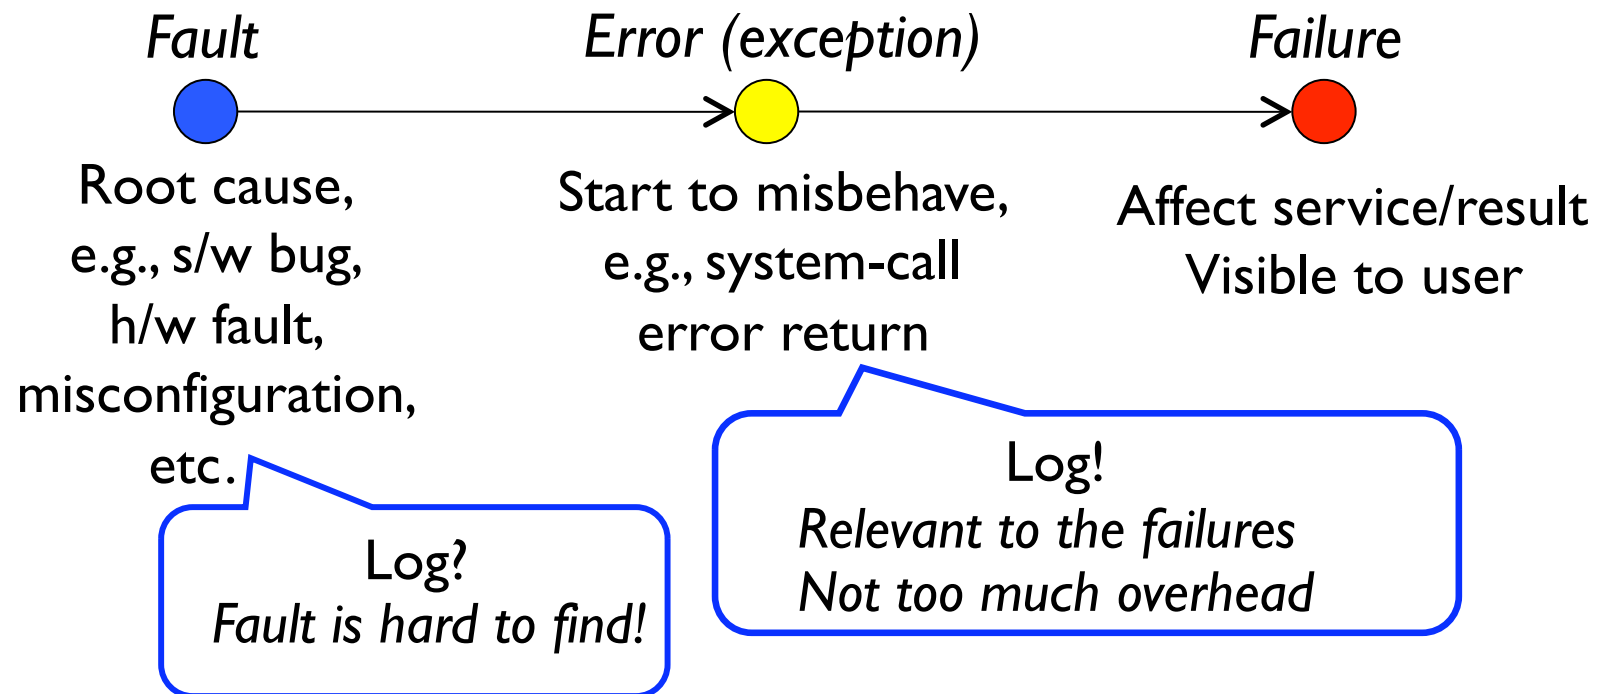 Fault
Root cause,
e.g., s/w bug,
h/w fault,
misconfiguration,
etc.
Log?
Fault is hard to find!
Error (exception)
Start to misbehave,
e.g., system-call
error return
Log!
Relevant to the failures
Not too much overhead
Failure
Affect service/result
Visible to user